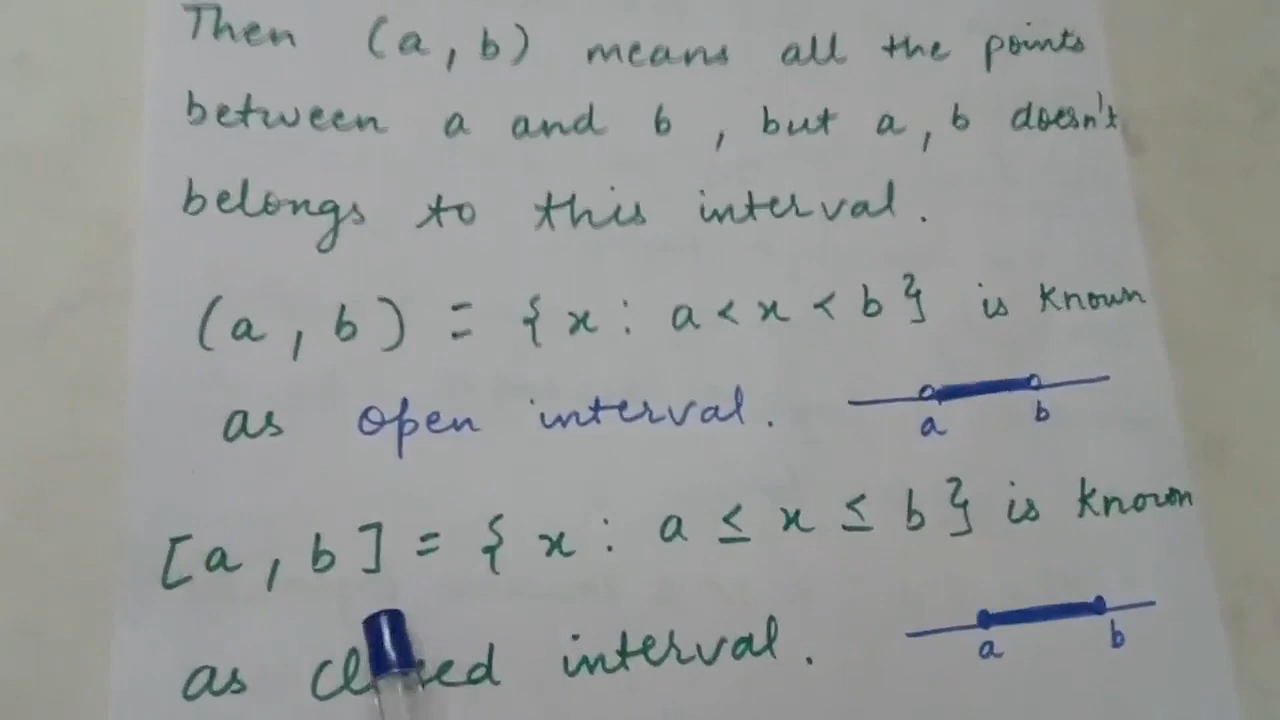 Then (a, b) means all the points
between a and b, but a, b doesn't
belongs to this interval.
(a, b) = {x : a < x < b} is known
as open interval.
a b
[a, b] = {x : a ≤ x ≤ b} is known
as interval.
a b